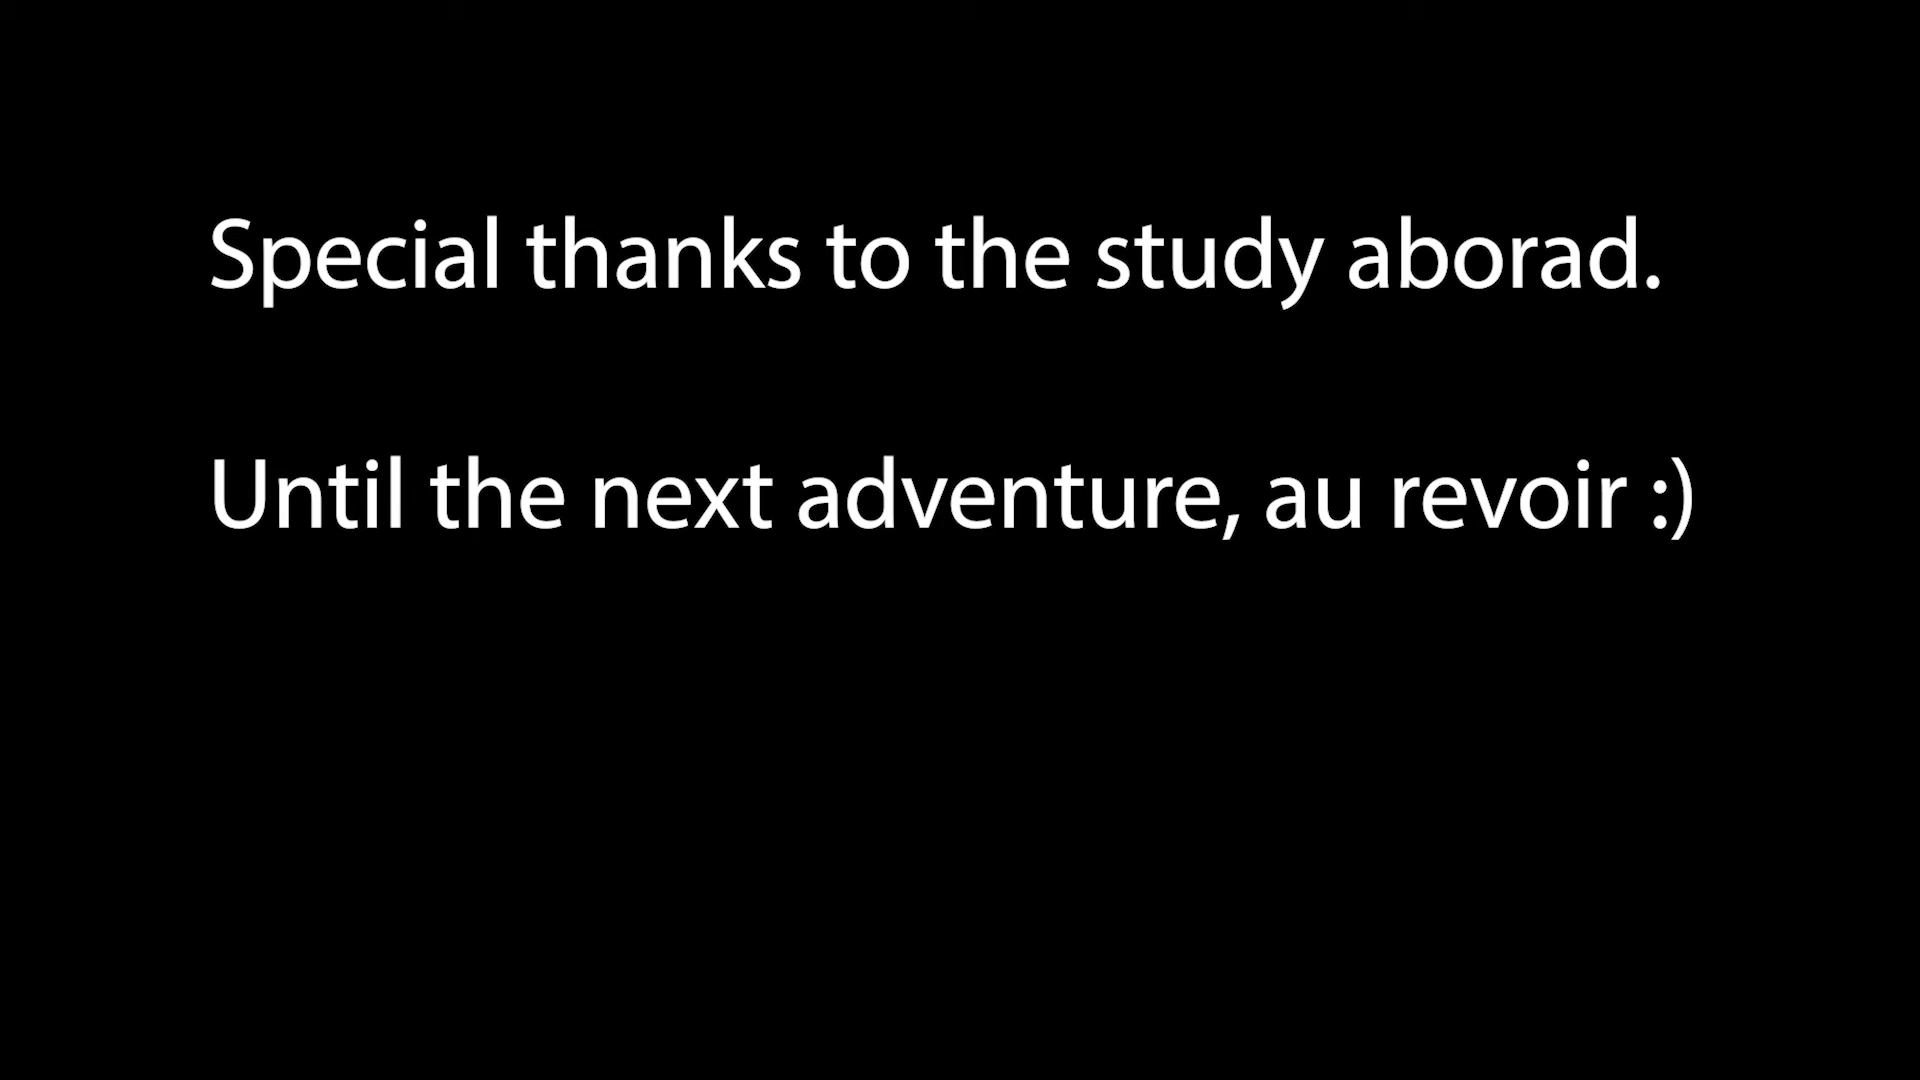 Special thanks to the study aborad.
Until the next adventure, au revoir :)